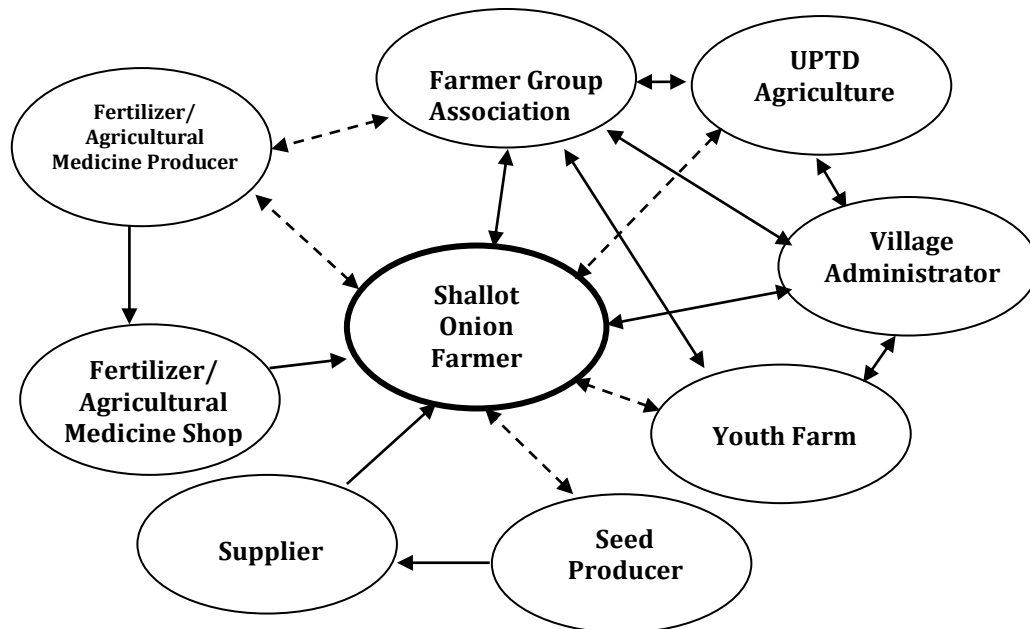 Farmer Group
Association
UPTD
Agriculture
Fertilizer/
Agricultural
Medicine Producer
Village
Administrator
Shallot
Onion
Farmer
Fertilizer/
Agricultural
Medicine Shop
Youth Farm
Supplier
Seed
Producer